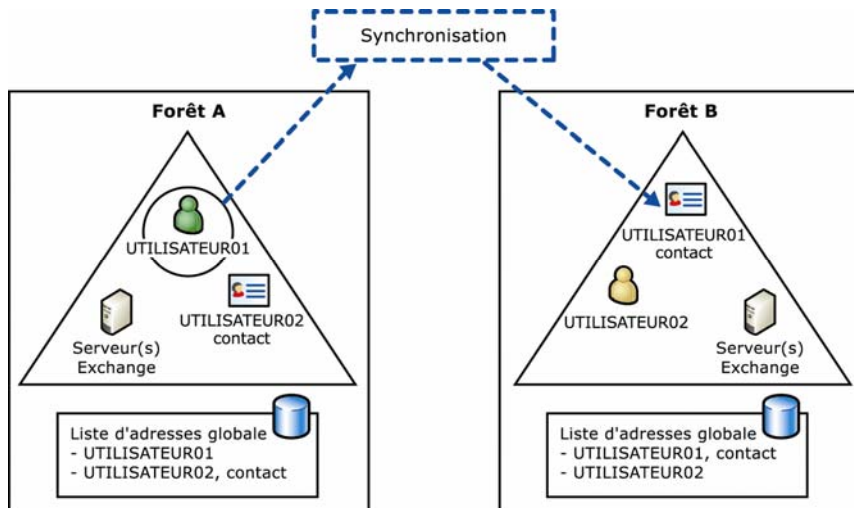 Synchronisation
Forêt A
UTILISATEUR01
UTILISATEUR02
contact
Serveur(s)
Exchange
Liste d'adresses globale
- UTILISATEUR01
- UTILISATEUR02, contact
Forêt B
UTILISATEUR01
contact
UTILISATEUR02
Serveur(s)
Exchange
Liste d'adresses globale
- UTILISATEUR01, contact
- UTILISATEUR02